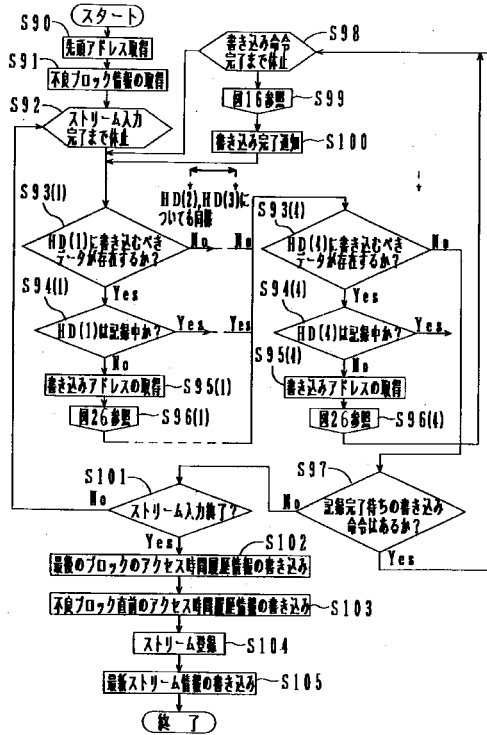 スタート
S90
先頭アドレス取得
S91
不良ブロック情報の取得
S92
ストリーム入力
完了まで休止
S98
書き込み命令
完了まで休止
S99
図16参照
書き込み完了通知
S100
HD(2),HD(3)に
ついても同様
S93(1)
HD(1)に書き込むべき
データが存在するか?
No
No
Yes
S94(1)
HD(1)は記録中か?
Yes
Yes
No
S95(1)
書き込みアドレスの取得
図26参照
S96(1)
S93(4)
HD(4)に書き込むべき
データが存在するか?
No
Yes
S94(4)
HD(4)は記録中か?
Yes
No
S95(4)
書き込みアドレスの取得
図26参照
S96(4)
S97
記録完了待ちの書き込み
命令はあるか?
No
Yes
S101
ストリーム入力終了?
No
Yes
S102
最後のブロックのアクセス時間履歴情報の書き込み
不良ブロック直前のアクセス時間履歴情報の書き込み
S103
ストリーム登録
S104
最新ストリーム情報の書き込み
S105
終了